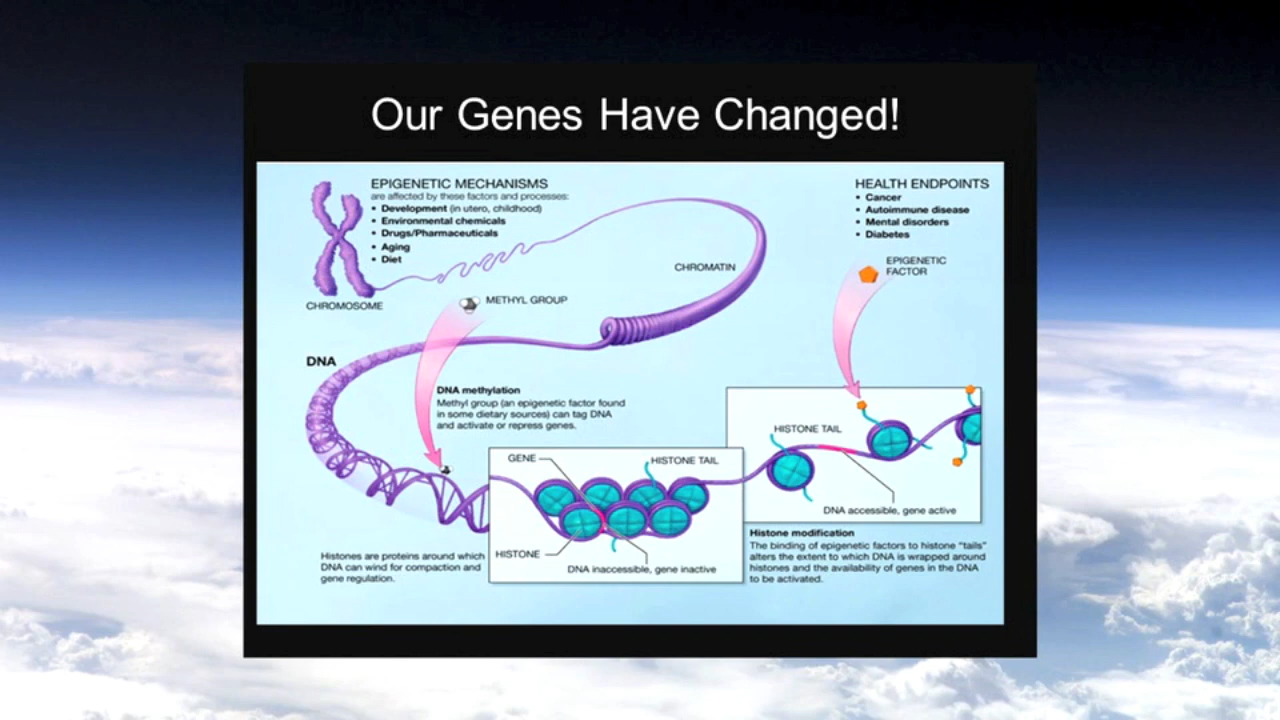 Our Genes Have Changed!
EPIGENETIC MECHANISMS
are affected by these factors and processes:
• Development (in utero, childhood)
• Environmental chemicals
• Drugs/Pharmaceuticals
• Aging
• Diet
HEALTH ENDPOINTS
• Cancer
• Autoimmune disease
• Mental disorders
• Diabetes
EPIGENETIC
FACTOR
CHROMATIN
CHROMOSOME
METHYL GROUP
DNA
DNA methylation
Methyl group (an epigenetic factor found
in some dietary sources) can tag DNA
and activate or repress genes.
HISTONE TAIL
GENE
HISTONE TAIL
DNA accessible, gene active
HISTONE
DNA inaccessible, gene inactive
Histones are proteins around which
DNA can wind for compaction and
gene regulation.
Histone modification
The binding of epigenetic factors to histone "tails"
alters the extent to which DNA is wrapped around
histones and the availability of genes in the DNA
to be activated.